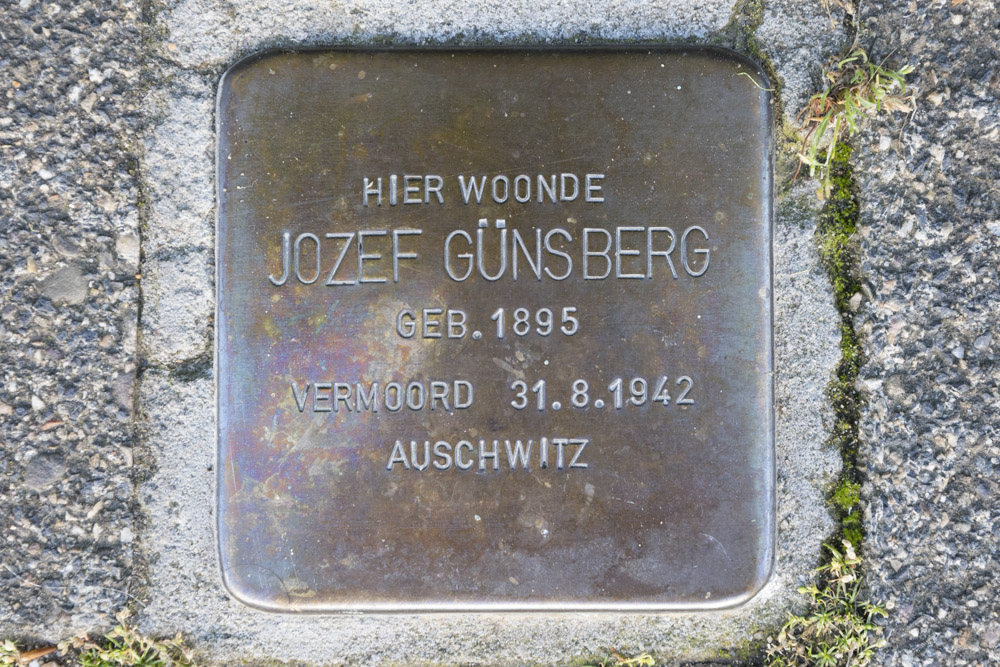 HIER WOONDE
JOZEF GÜNSBERG
GEB. 1895
VERMOORD 31.8.1942
AUSCHWITZ